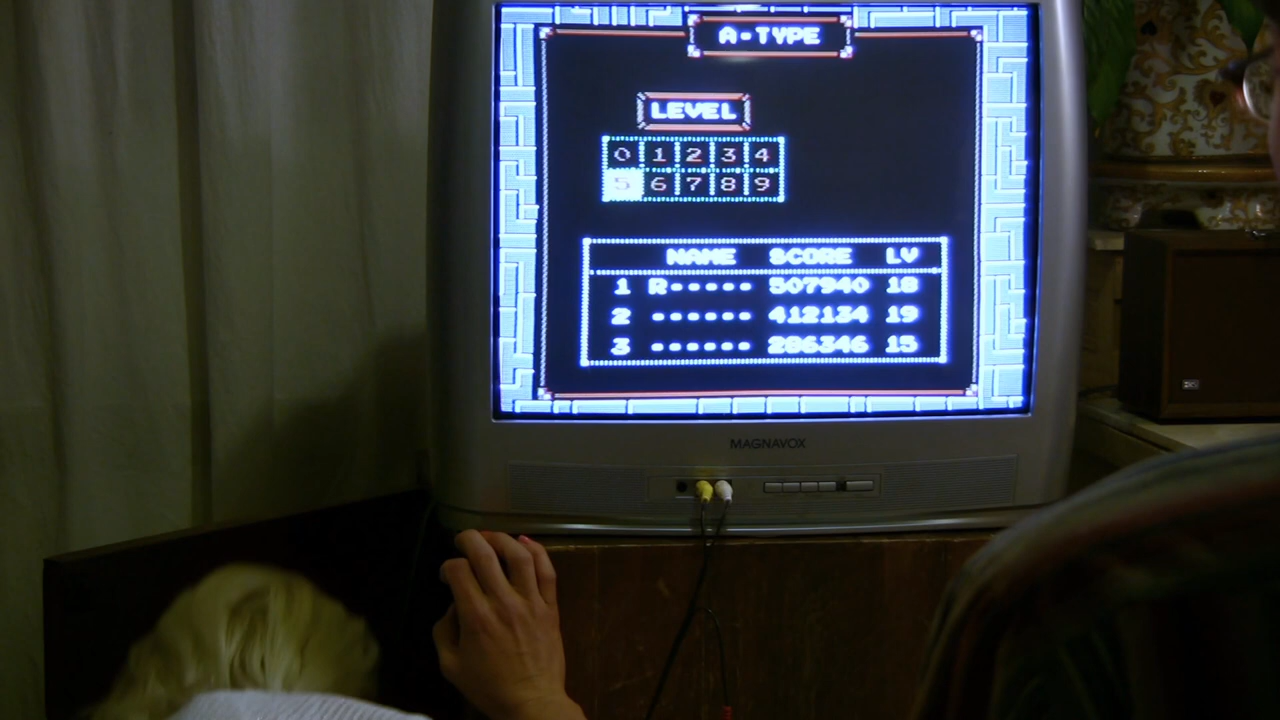 A-TYPE
LEVEL
0 1 2 3 4
5 6 7 8 9
NAME SCORE LV
1 R----- 507940 18
2 ------ 412134 19
3 ------ 286346 15
MAGNAVOX